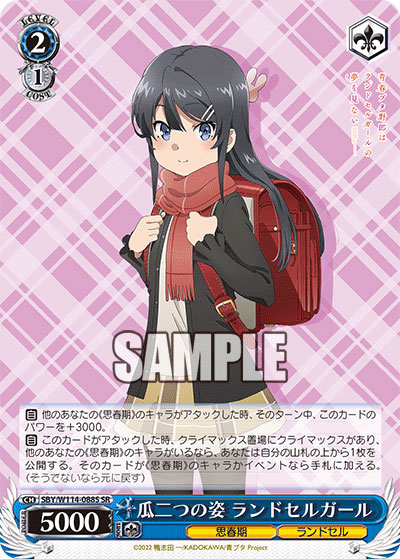 LEVEL
2
1
COST
青春ブタ野郎は
ランドセルガールの
夢を見ない
SAMPLE
自 他のあなたの《思春期》のキャラがアタックした時、そのターン中、このカードの
パワーを+3000。
自 このカードがアタックした時、クライマックス置場にクライマックスがあり、
他のあなたの《思春期》のキャラがいるなら、あなたは自分の山札の上から1枚を
公開する。そのカードが《思春期》のキャラかイベントなら手札に加える。
(そうでないなら元に戻す)
CH SBY/W114-088S SR
瓜二つの姿 ランドセルガール
5000
思春期
ランドセル
©2022 鴨志田 一/KADOKAWA/青ブタ Project